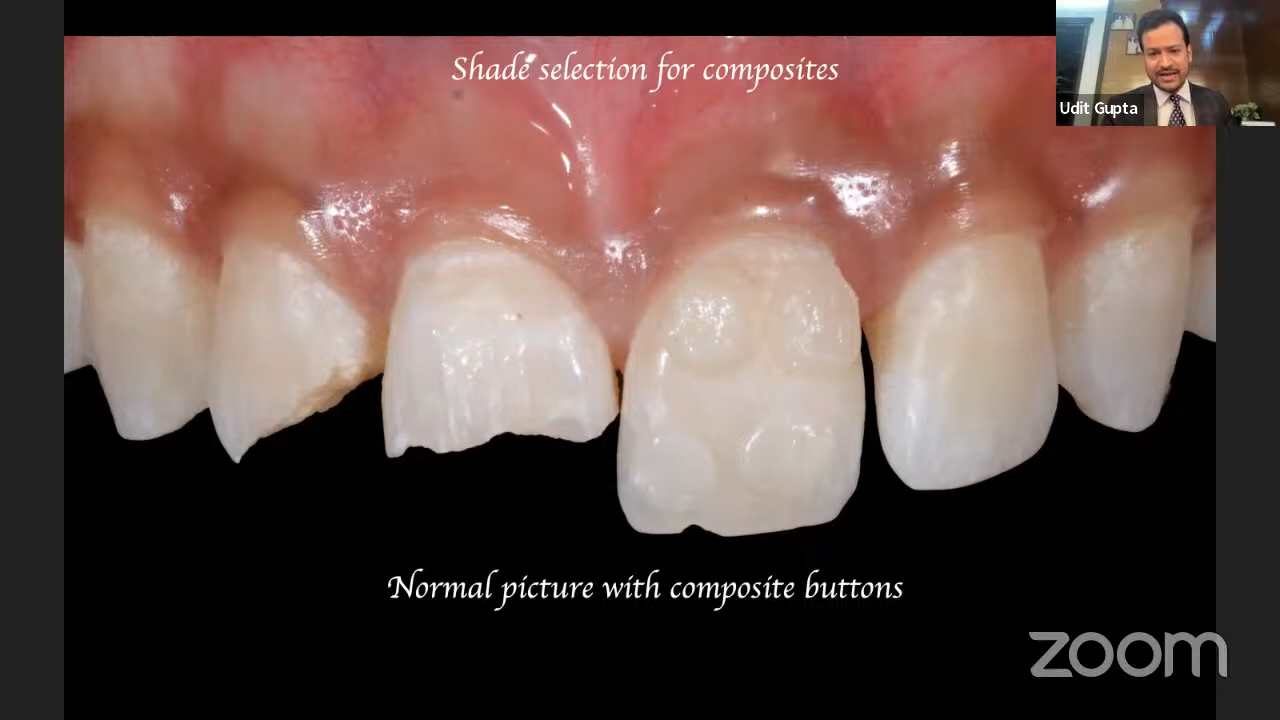 Shade selection for composites
Udit Gupta
Normal picture with composite buttons
zoom